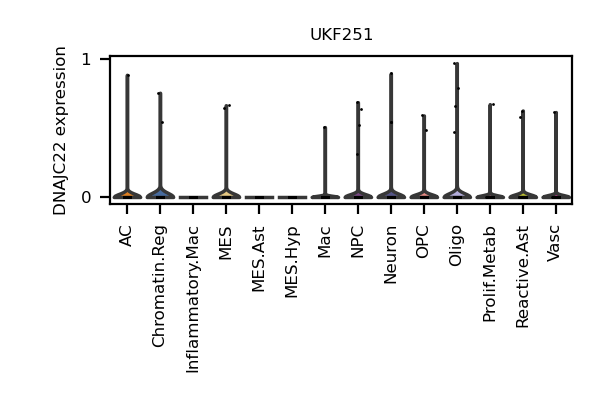 UKF251
DNAJC22 expression
1
0
AC
Chromatin.Reg
Inflammatory.Mac
MES
MES.Ast
MES.Hyp
Mac
NPC
Neuron
OPC
Oligo
Prolif.Metab
Reactive.Ast
Vasc